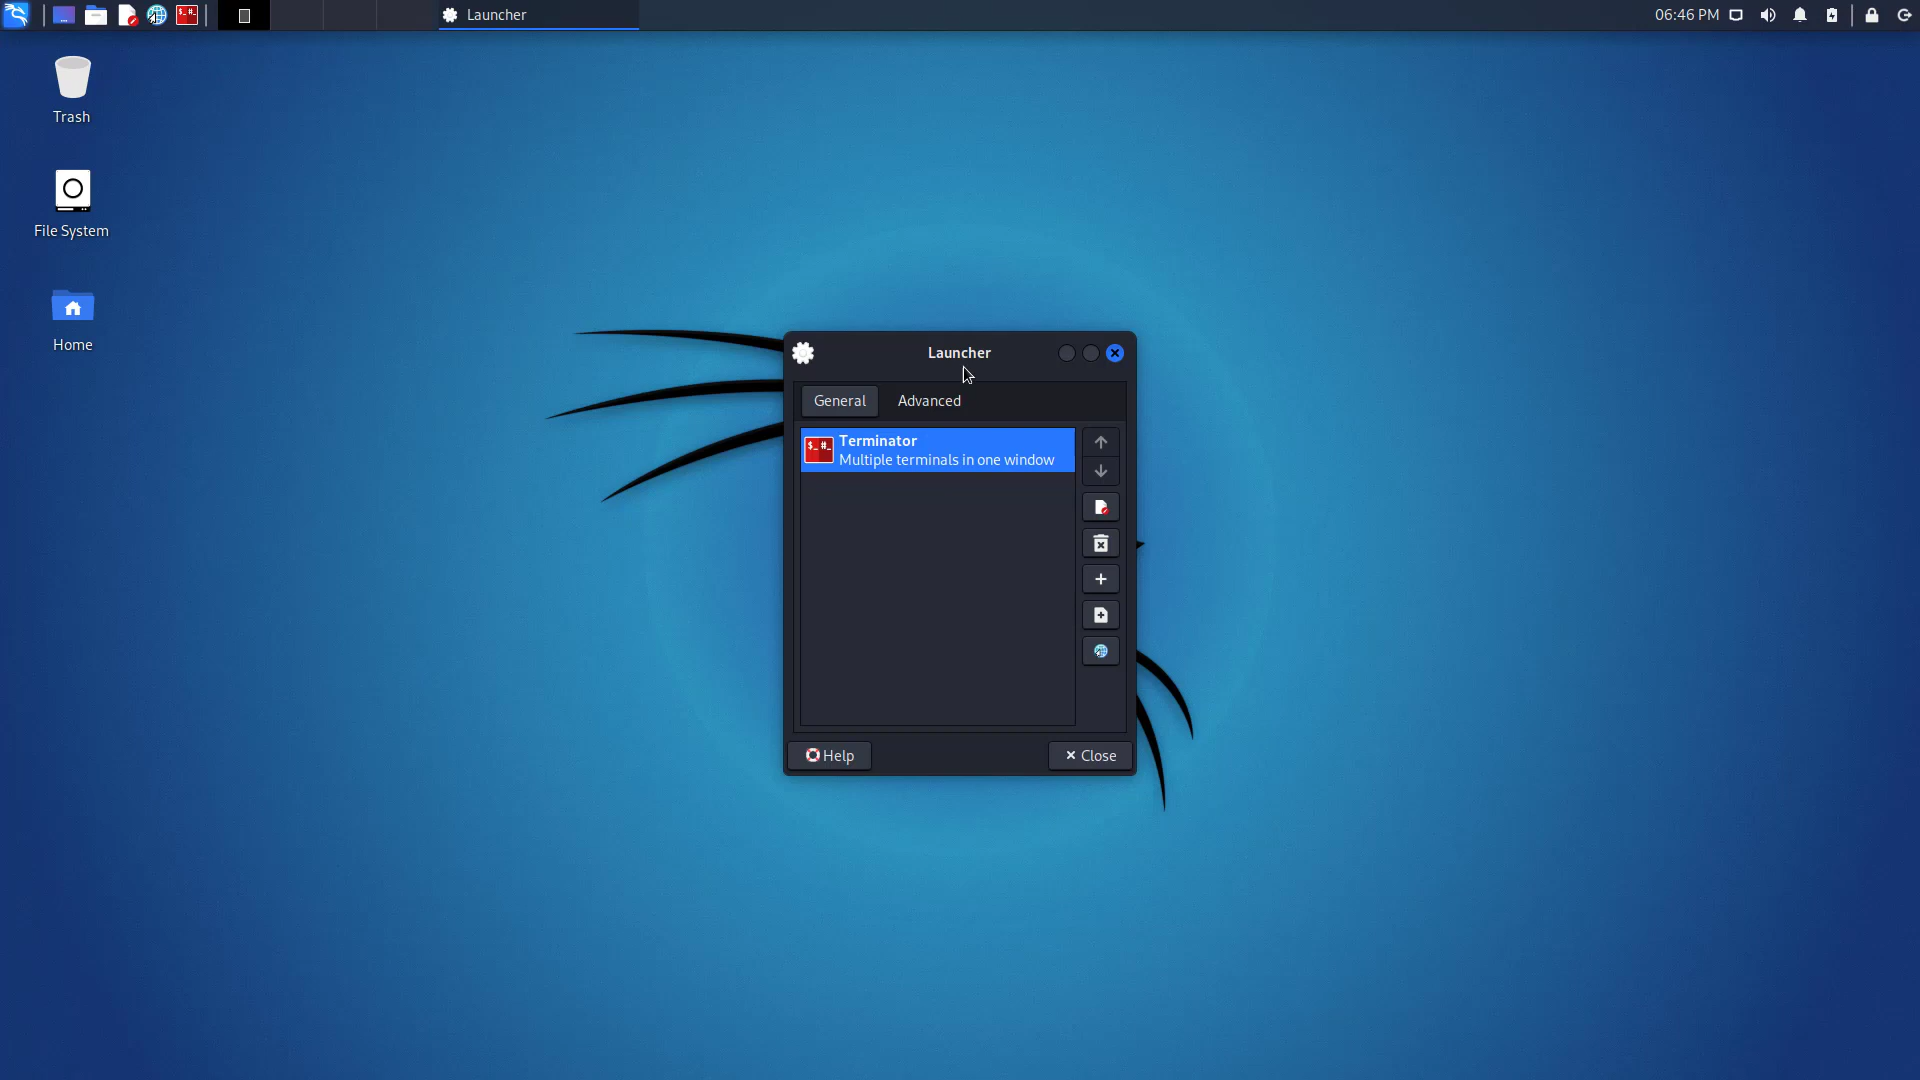 Launcher
06:46 PM
Trash
File System
Home
Launcher
General Advanced
$_ #_ Terminator
Multiple terminals in one window
Help
Close